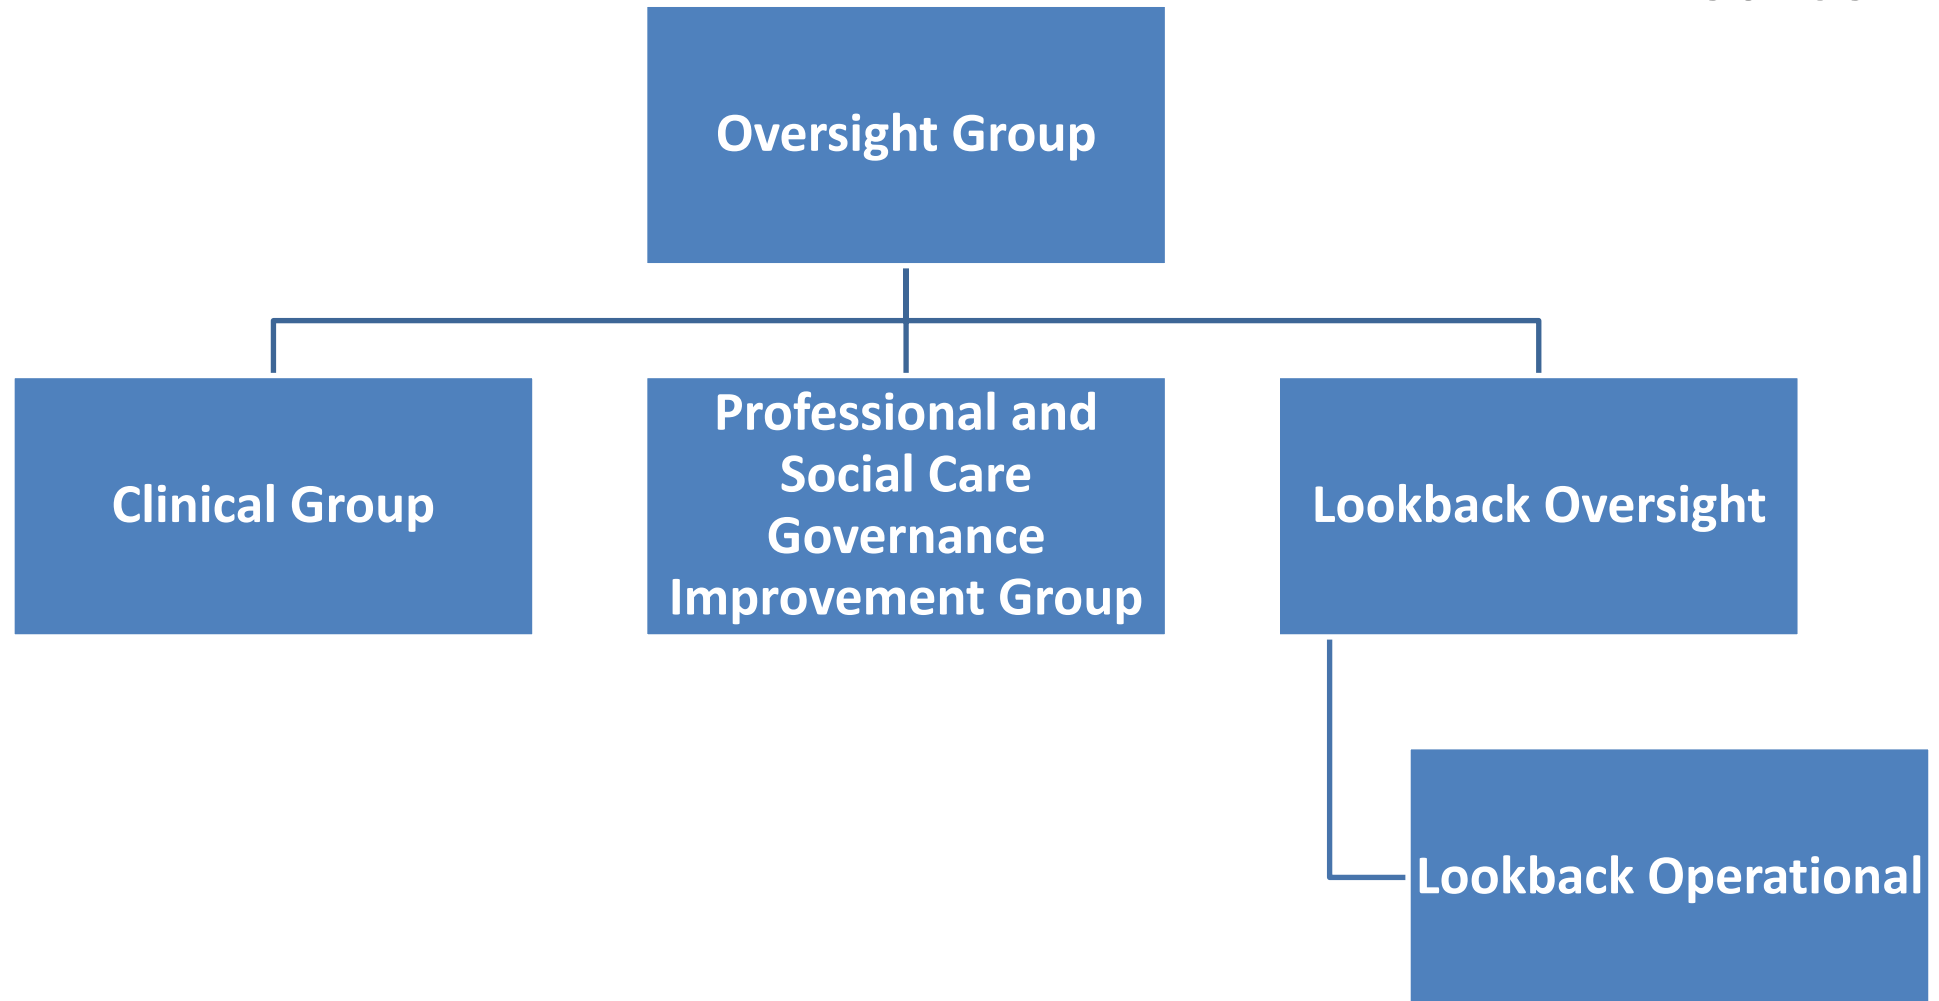 Oversight Group
Clinical Group
Professional and
Social Care
Governance
Improvement Group
Lookback Oversight
Lookback Operational